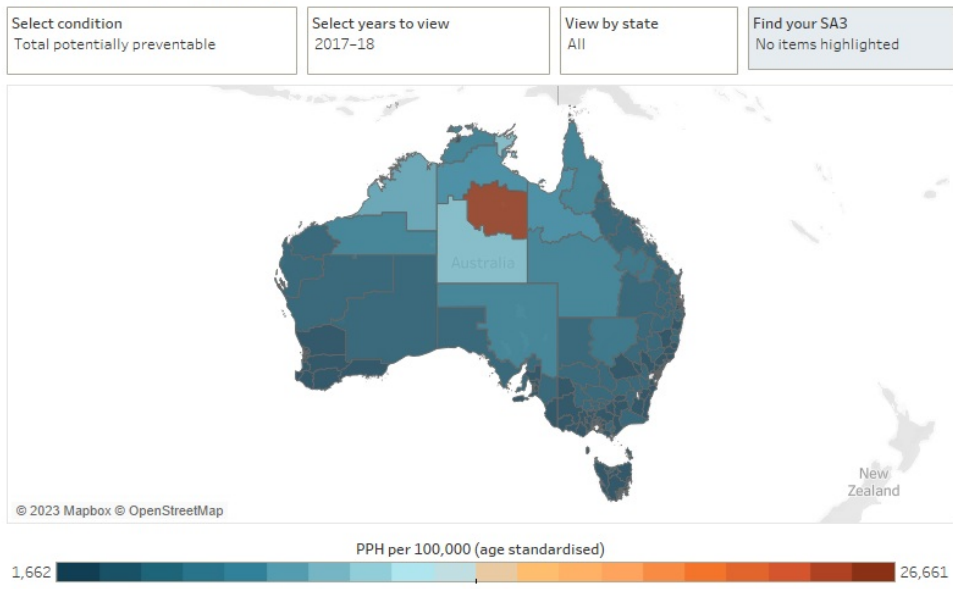 Select condition
Total potentially preventable
Select years to view
2017–18
View by state
All
Find your SA3
No items highlighted
Australia
New
Zealand
© 2023 Mapbox © OpenStreetMap
PPH per 100,000 (age standardised)
1,662
26,661